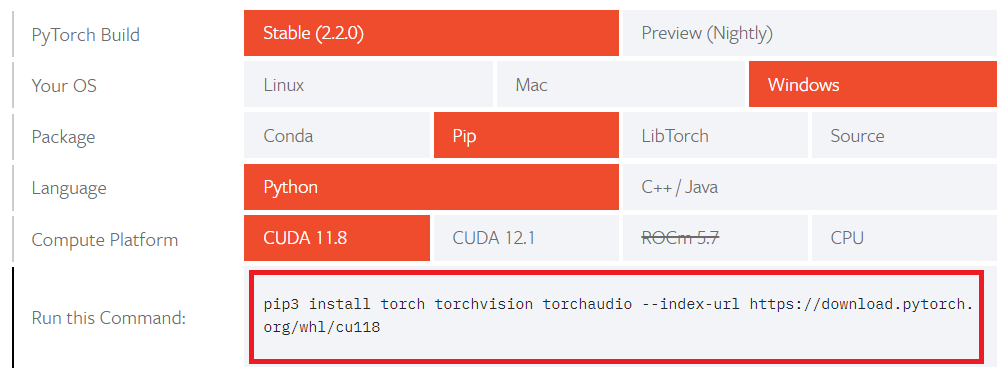 PyTorch Build Stable (2.2.0) Preview (Nightly)
Your OS Linux Mac Windows
Package Conda Pip LibTorch Source
Language Python C++ / Java
Compute Platform CUDA 11.8 CUDA 12.1 ROCm 5.7 CPU
Run this Command: pip3 install torch torchvision torchaudio --index-url https://download.pytorch.
org/whl/cu118